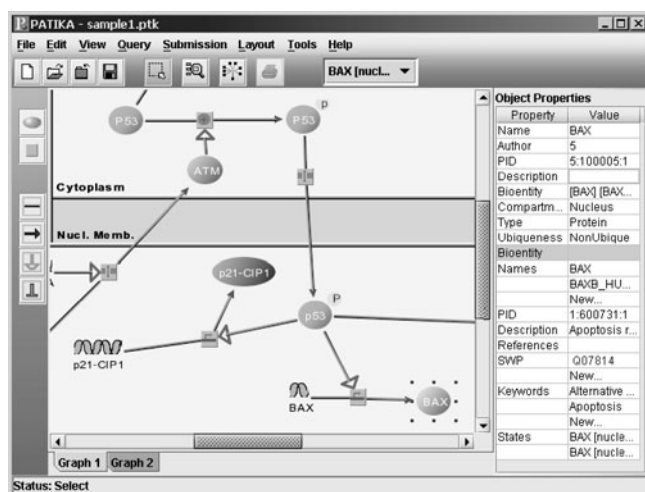 PATIKA - sample1.ptk
File Edit View Query Submission Layout Tools Help
BAX [nucl...
P53
P53
p
ATM
Cytoplasm
Nucl. Memb.
p21-CIP1
p53
P
p21-CIP1
BAX
BAX
Graph 1 Graph 2
Status: Select
Object Properties
Property Value
Name BAX
Author 5
PID 5:100005:1
Description
Bioentity [BAX] [BAX...
Compartm... Nucleus
Type Protein
Ubiqueness NonUbique
Bioentity
Names BAX
BAXB_HU...
New...
PID 1:600731:1
Description Apoptosis r...
References
SWP Q07814
New...
Keywords Alternative ...
Apoptosis
New...
States BAX [nucle...
BAX [nucle...